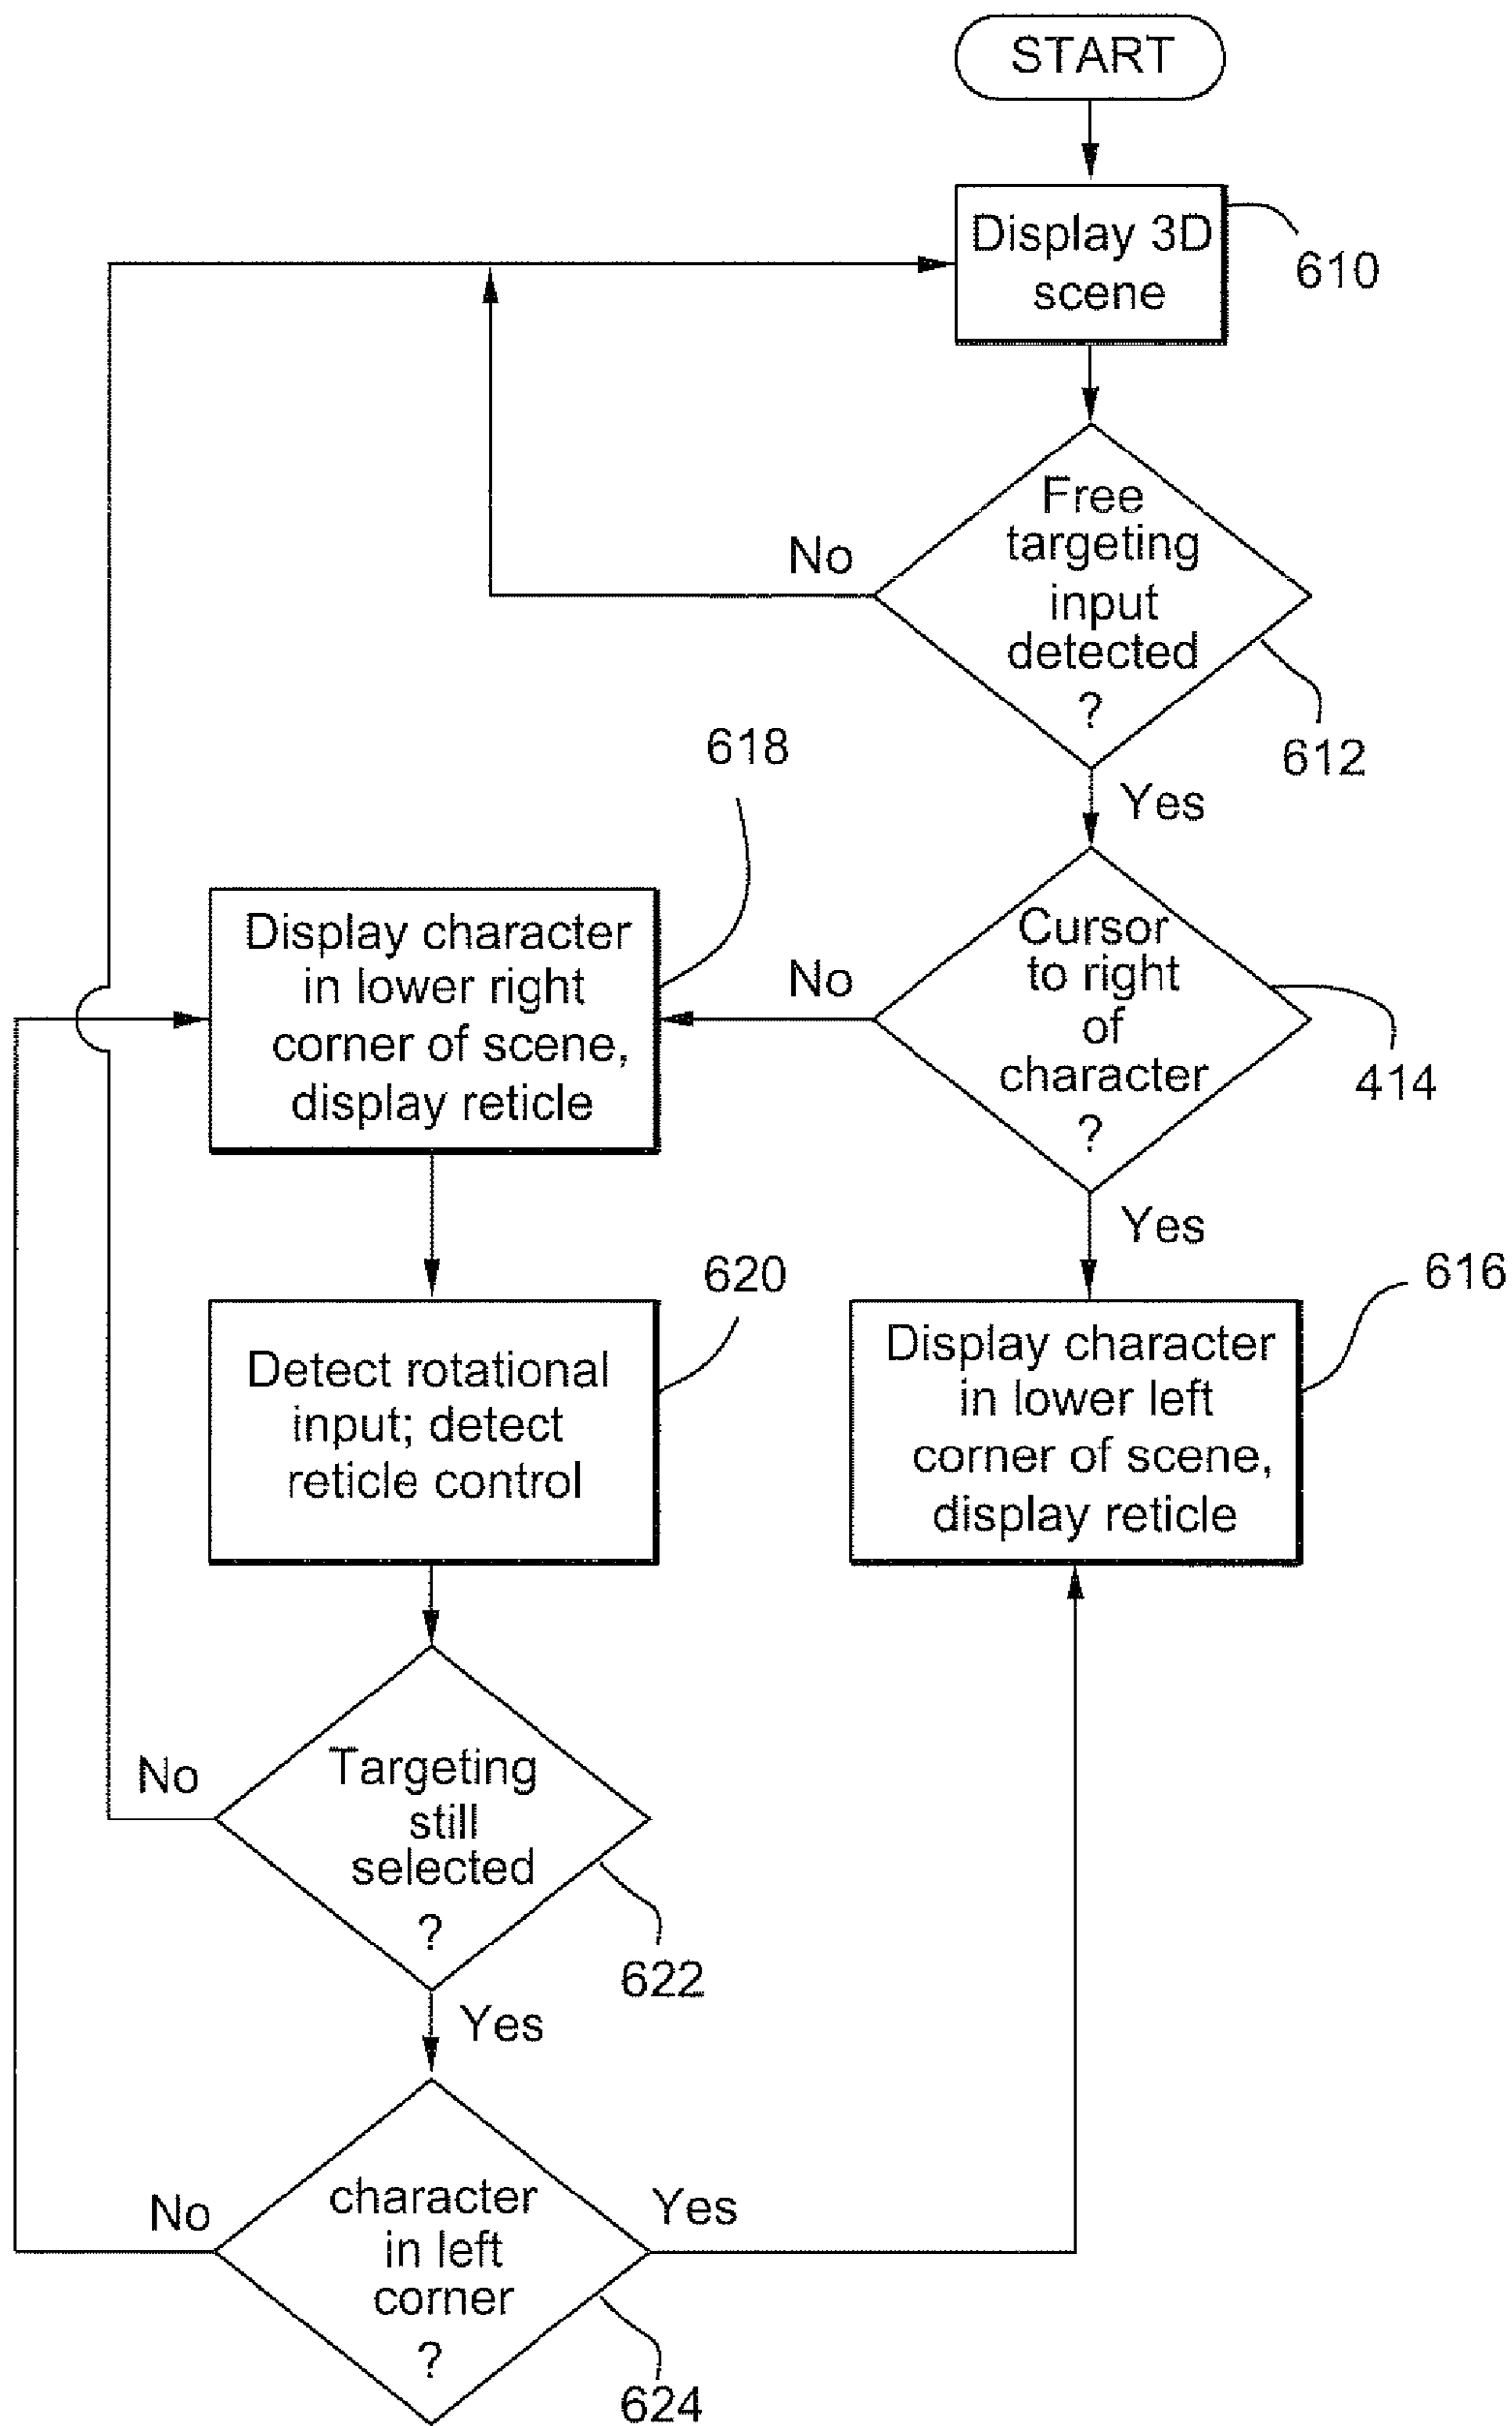 START
Display 3D
scene
610
Free
targeting
input
detected
?
No
612
Yes
618
Cursor
to right
of
character
?
No
414
Display character
in lower right
corner of scene,
display reticle
Yes
620
616
Detect rotational
input; detect
reticle control
Display character
in lower left
corner of scene,
display reticle
No
Targeting
still
selected
?
622
Yes
No
character
in left
corner
?
Yes
624